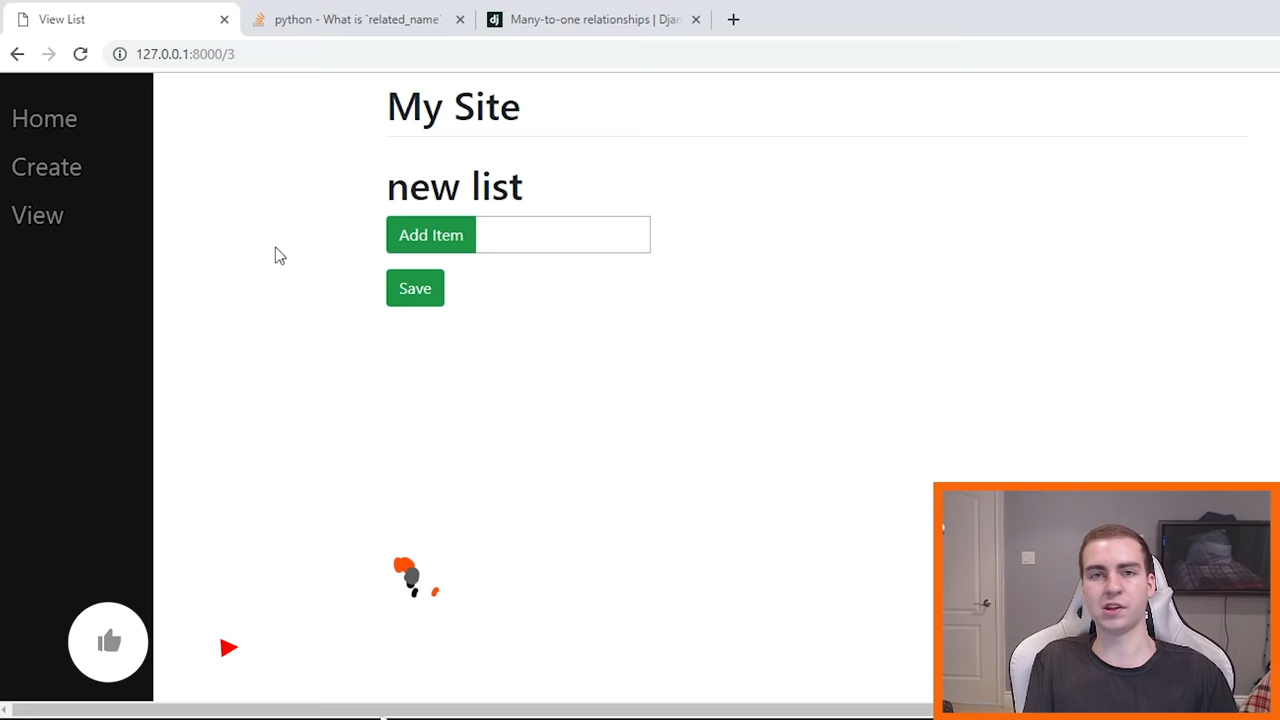 View List
python - What is `related_name`
Many-to-one relationships | Djan
127.0.0.1:8000/3
Home
Create
View
My Site
new list
Add Item
Save